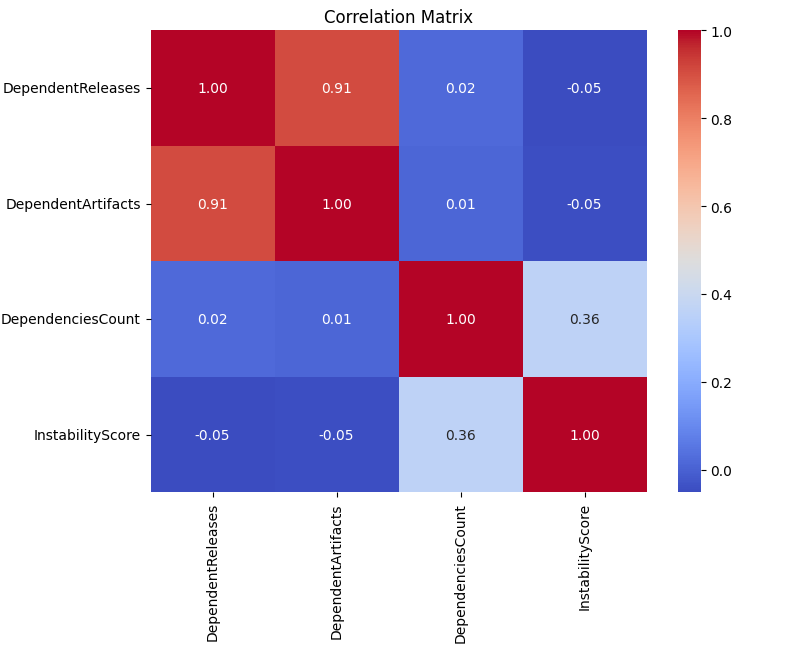 Correlation Matrix
DependentReleases 1.00 0.91 0.02 -0.05
DependentArtifacts 0.91 1.00 0.01 -0.05
DependenciesCount 0.02 0.01 1.00 0.36
InstabilityScore -0.05 -0.05 0.36 1.00
DependentReleases
DependentArtifacts
DependenciesCount
InstabilityScore
1.0
0.8
0.6
0.4
0.2
0.0